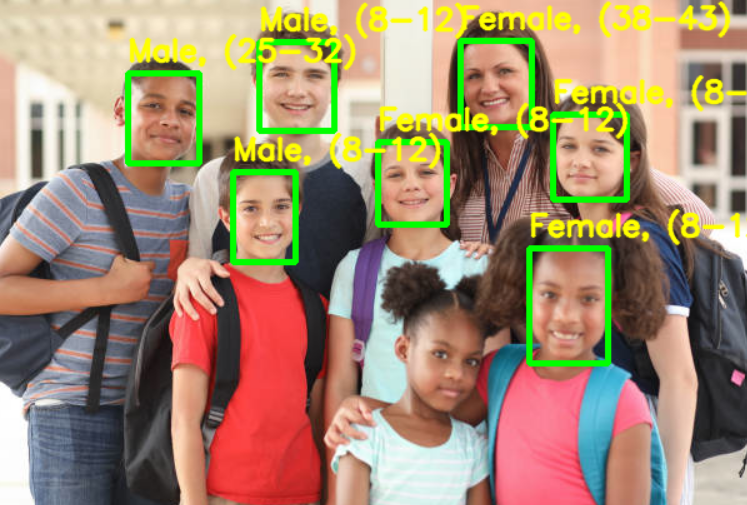 Male, (8-12)
Female, (38-43)
Male, (25-32)
Female, (8-
Female, (8-12)
Male, (8-12)
Female, (8-1